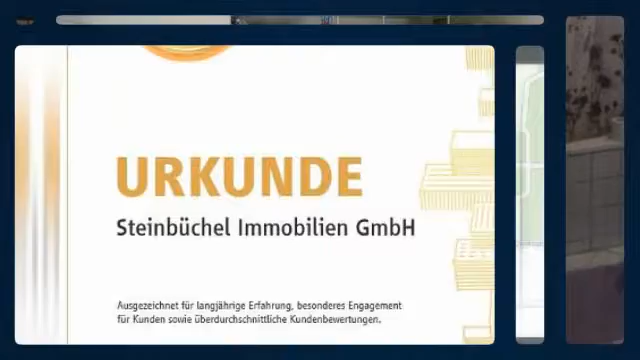 URKUNDE
Steinbüchel Immobilien GmbH
Ausgezeichnet für langjährige Erfahrung, besonderes Engagement
für Kunden sowie überdurchschnittliche Kundenbewertungen.